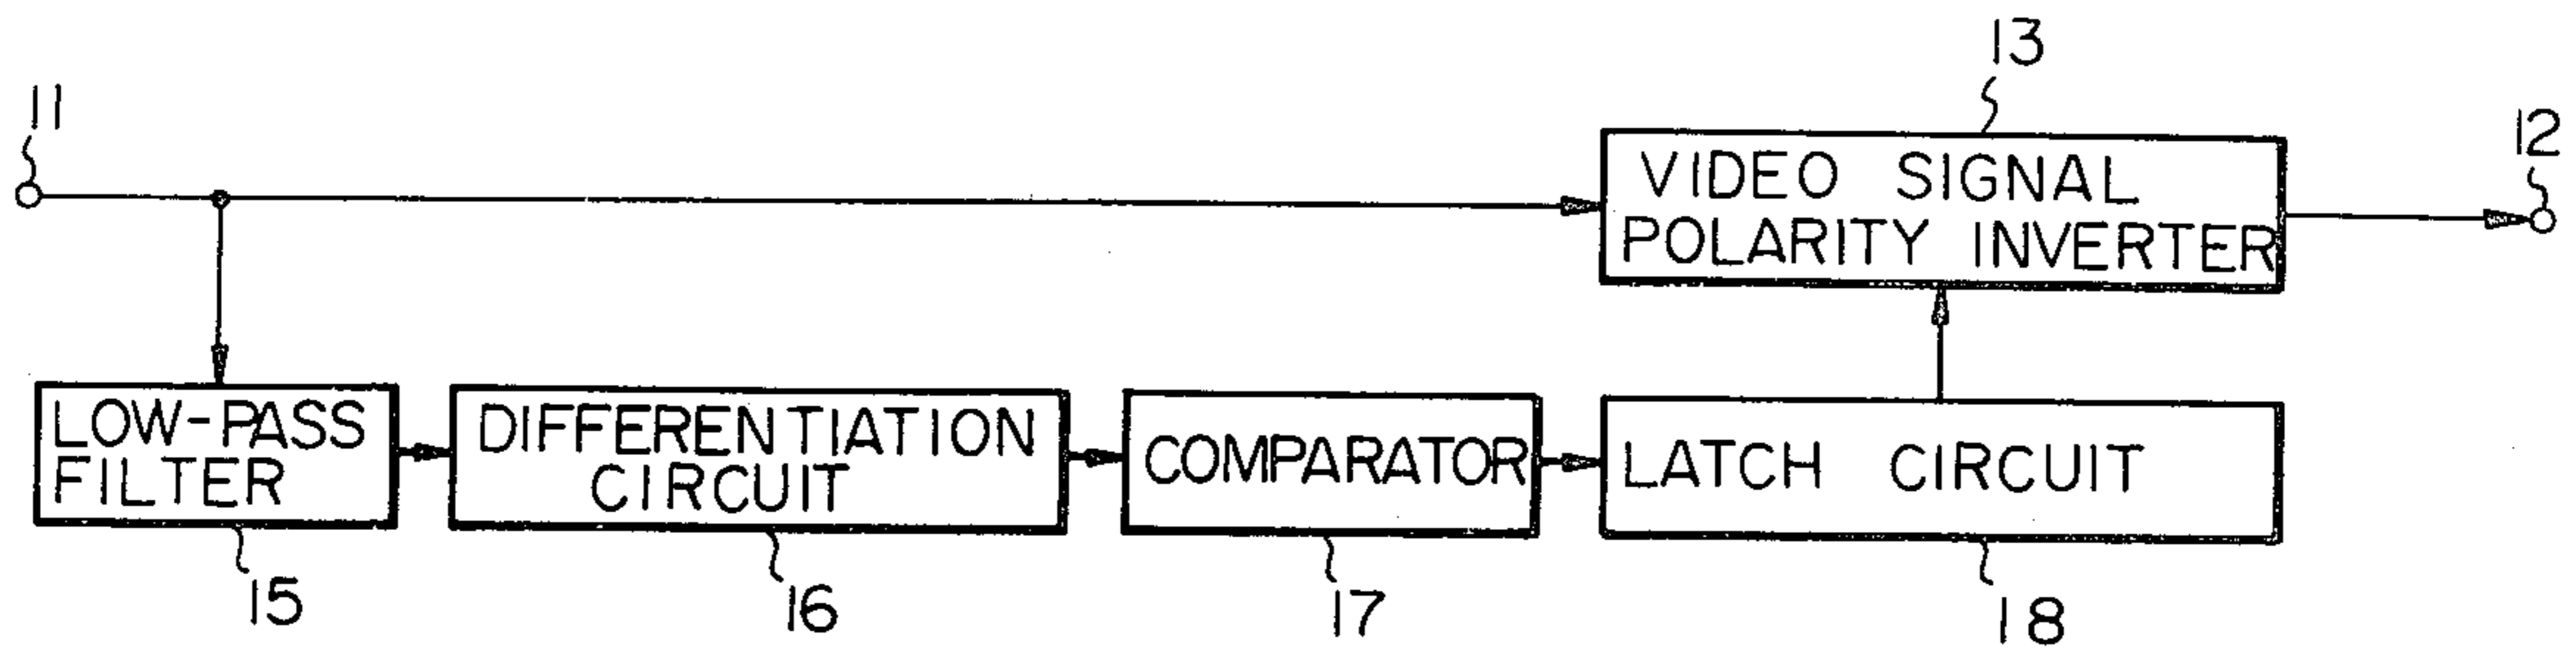 11
13
12
VIDEO SIGNAL
POLARITY INVERTER
LOW-PASS
FILTER
DIFFERENTIATION
CIRCUIT
COMPARATOR
LATCH CIRCUIT
15
16
17
18